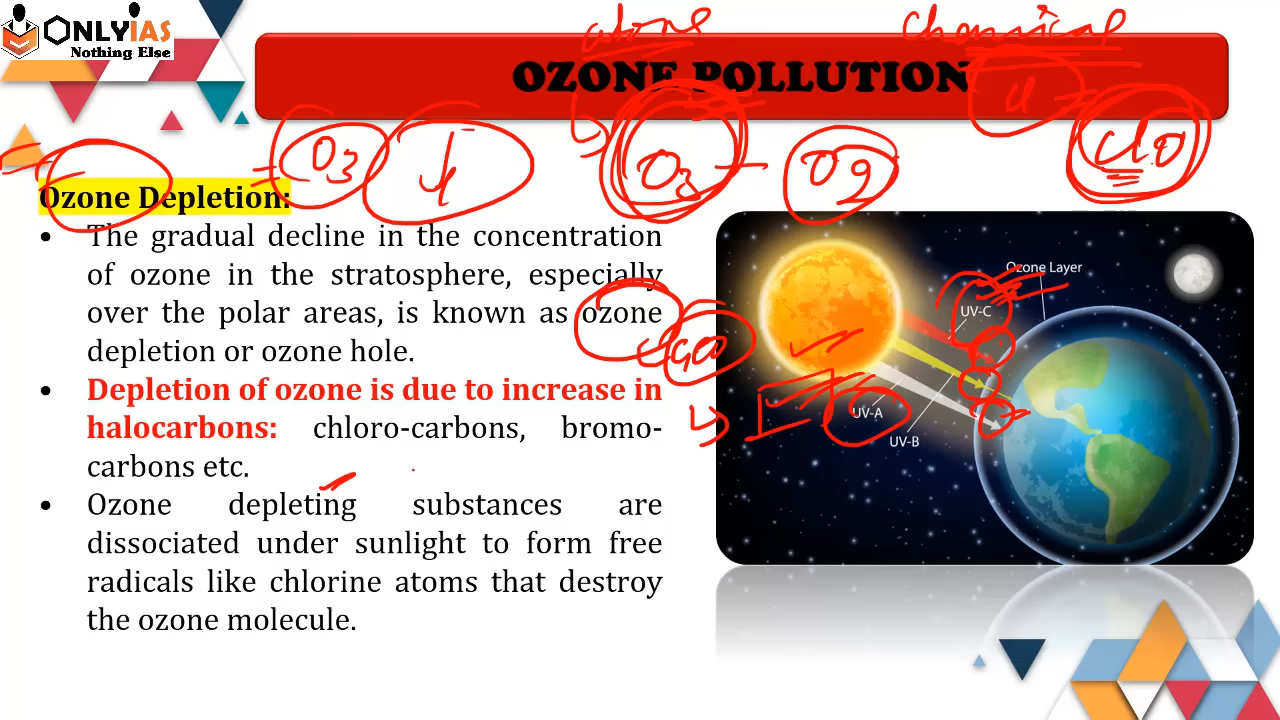 ONLYIAS
Nothing Else
chemical
OZONE POLLUTION
O3
O3
O2
ClO
Ozone Depletion:
• The gradual decline in the concentration
of ozone in the stratosphere, especially
over the polar areas, is known as ozone
depletion or ozone hole.
• Depletion of ozone is due to increase in
halocarbons: chloro-carbons, bromo-
carbons etc.
• Ozone depleting substances are
dissociated under sunlight to form free
radicals like chlorine atoms that destroy
the ozone molecule.
Ozone Layer
UV-C
UV-A
UV-B